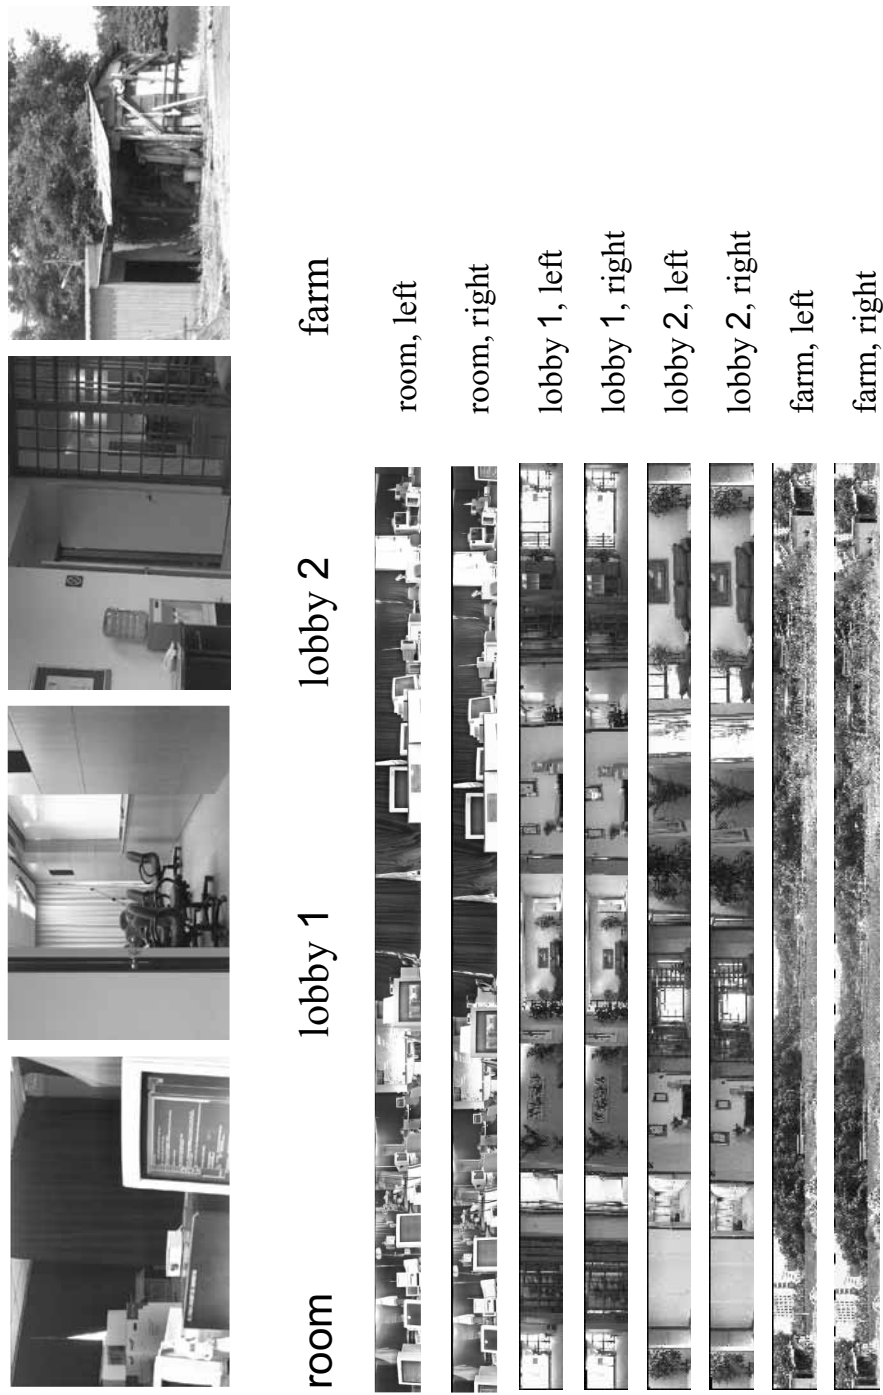 room
lobby 1
lobby 2
farm
room, left
room, right
lobby 1, left
lobby 1, right
lobby 2, left
lobby 2, right
farm, left
farm, right